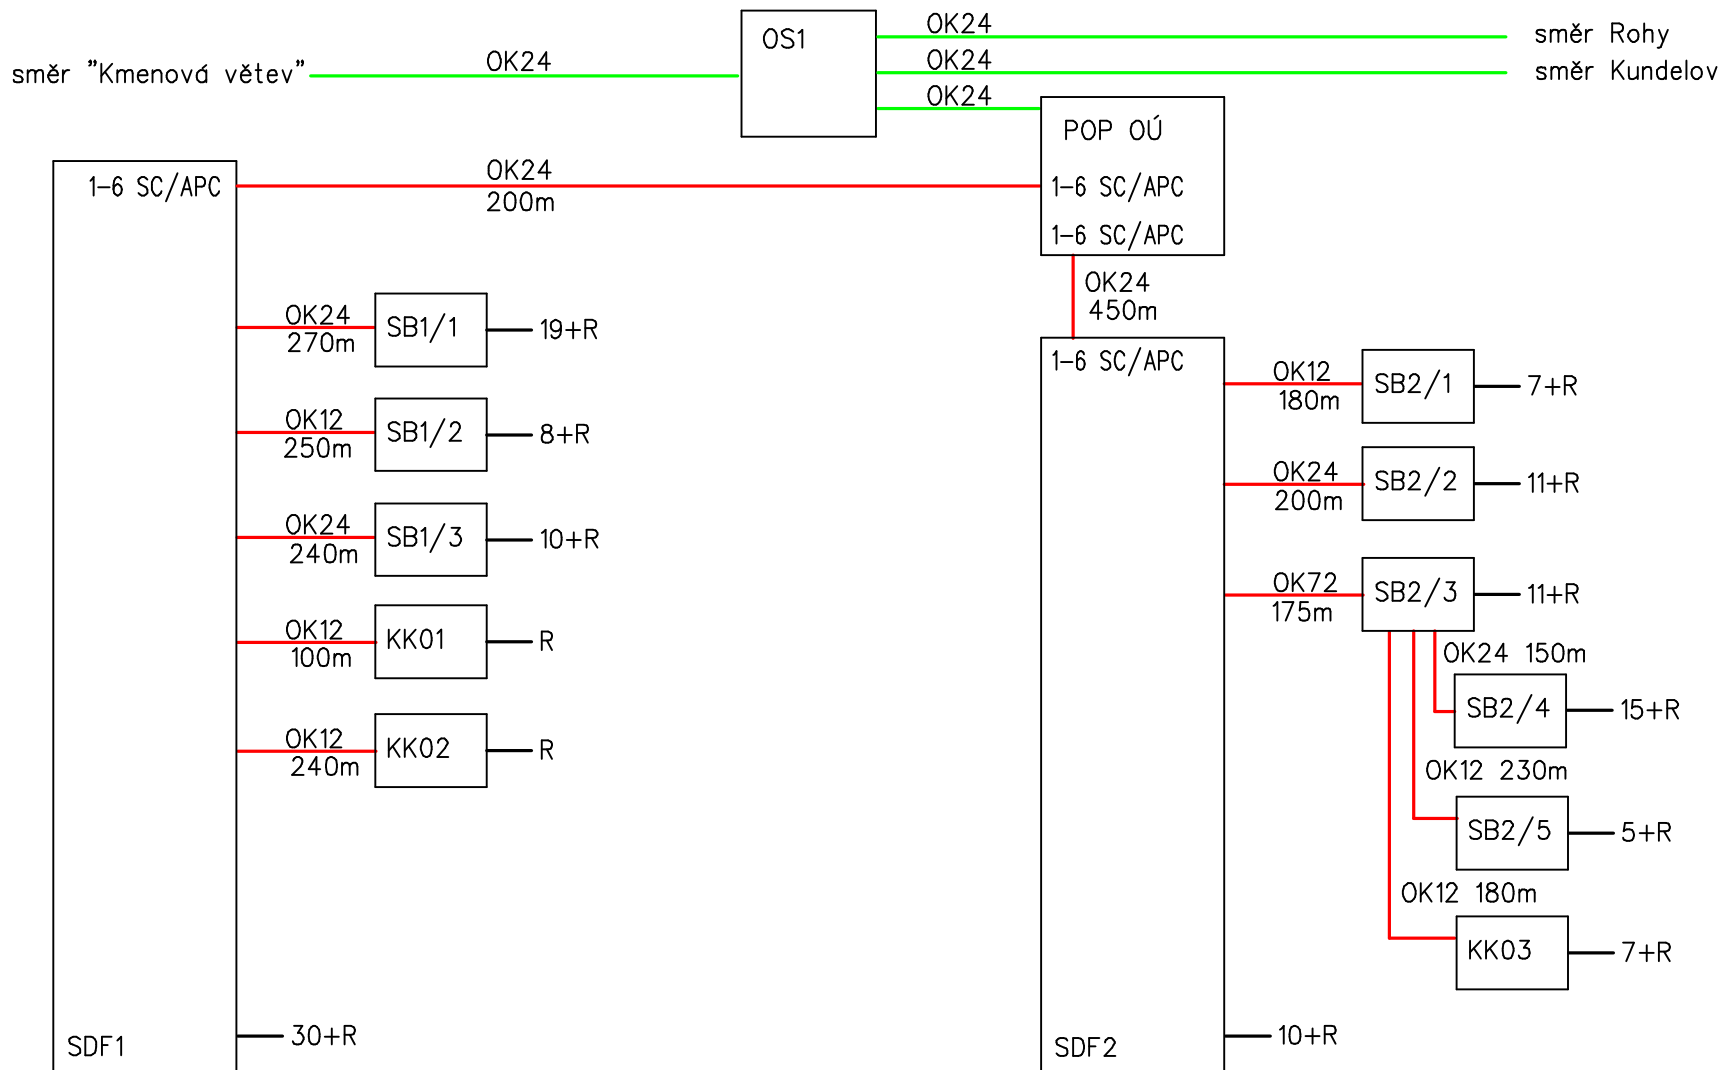 OK24
směr Rohy
OS1
směr "Kmenová větev"
OK24
OK24
směr Kundelov
OK24
POP OÚ
1-6 SC/APC
OK24
200m
1-6 SC/APC
1-6 SC/APC
OK24
450m
OK24
270m
SB1/1
19+R
1-6 SC/APC
OK12
180m
SB2/1
7+R
OK12
250m
SB1/2
8+R
OK24
200m
SB2/2
11+R
OK24
240m
SB1/3
10+R
OK72
175m
SB2/3
11+R
OK12
100m
KK01
R
OK24 150m
SB2/4
15+R
OK12
240m
KK02
R
OK12 230m
SB2/5
5+R
OK12 180m
KK03
7+R
SDF1
30+R
SDF2
10+R